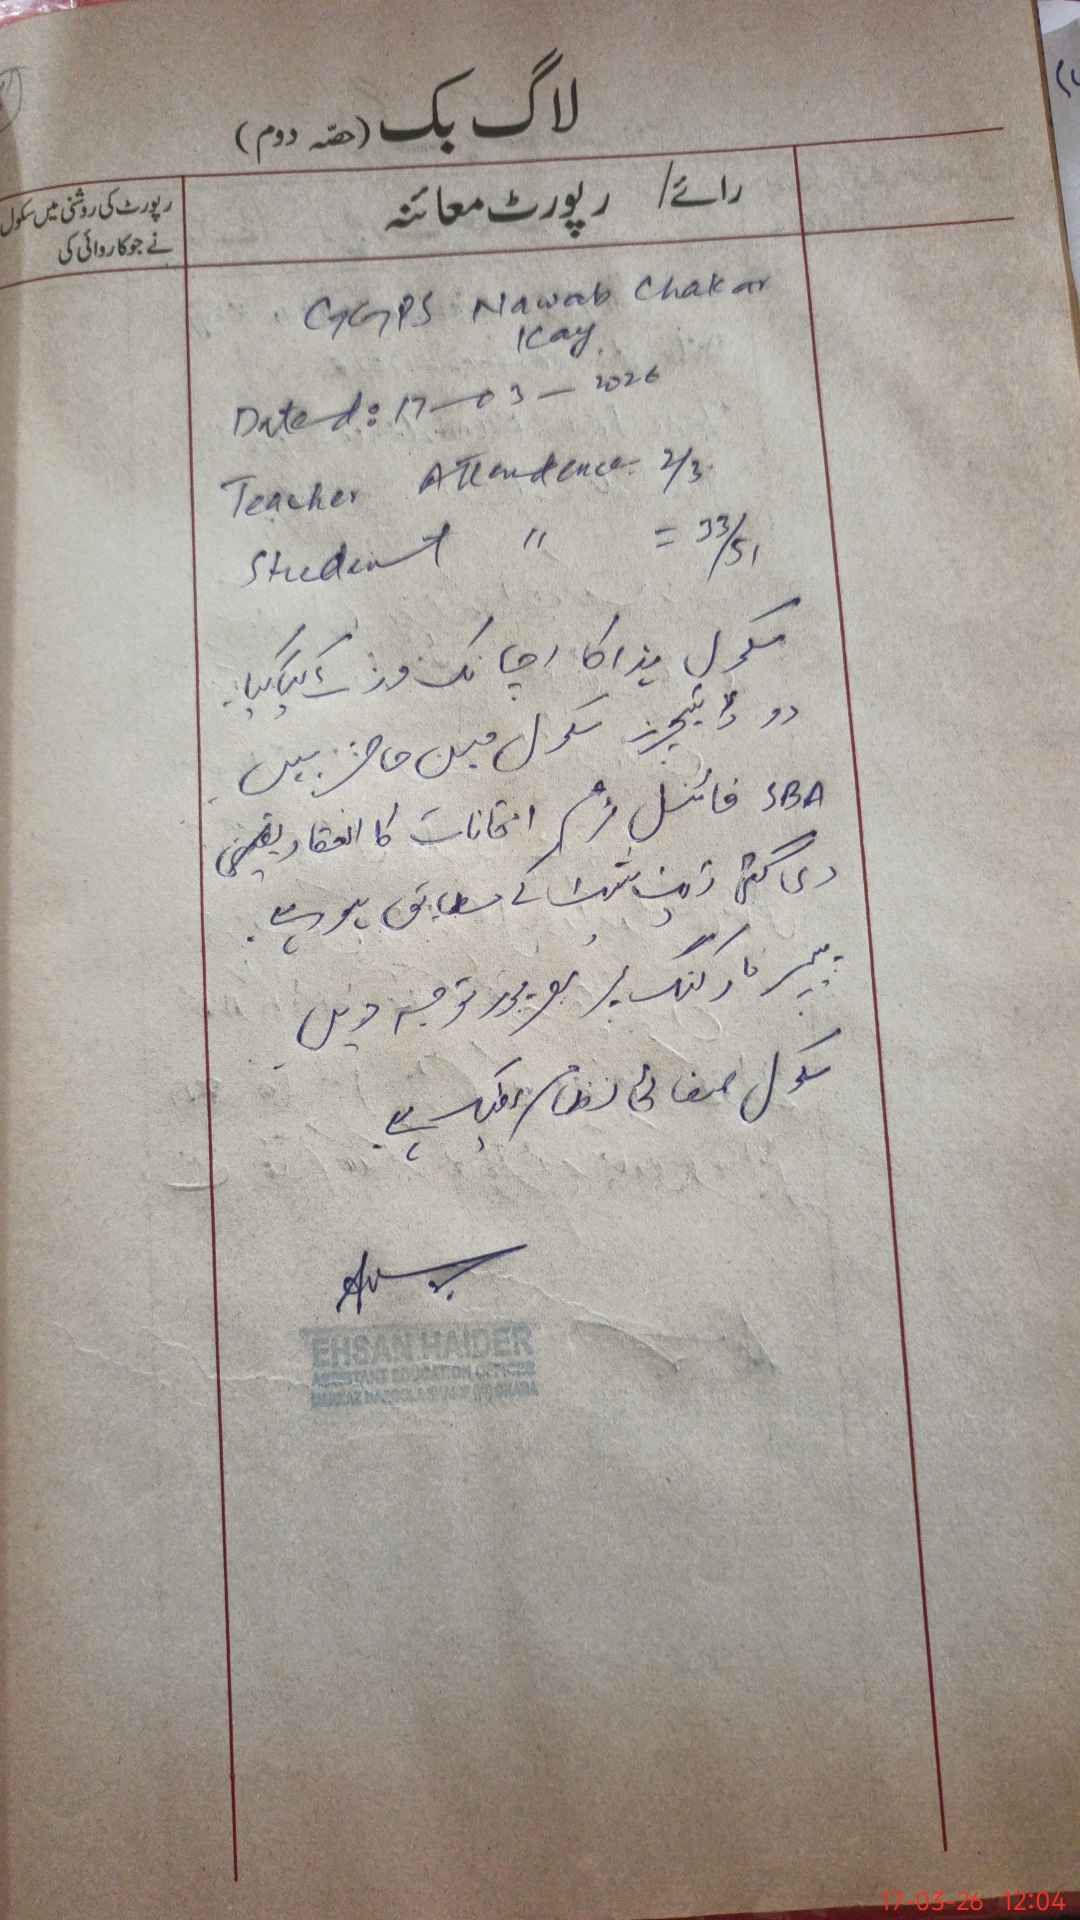 لاگ بک (حصّہ دوم)
رائے/ رپورٹ معائنہ
رپورٹ کی روشنی میں سکول
نے جو کاروائی کی
GGPS Nawab Chakar
Kay
Dated: 17-03-2026
Teacher Attendence 2/3
Student " = 33/51
سکول ہذا کا اچانک وزٹ کیا گیا۔
دو ٹیچرز سکول میں حاضر ہیں
SBA فائنل ٹرم امتحانات کا انعقاد
دی گئی ڈیٹ شیٹ کے مطابق ہو رہا ہے۔
پیپر مارکنگ پر بھرپور توجہ دیں۔
سکول صفائی نظام ٹھیک ہے۔
EHSAN HAIDER
ASSISTANT EDUCATION OFFICER
MARKAZ OKARA
17-03-26 12:04